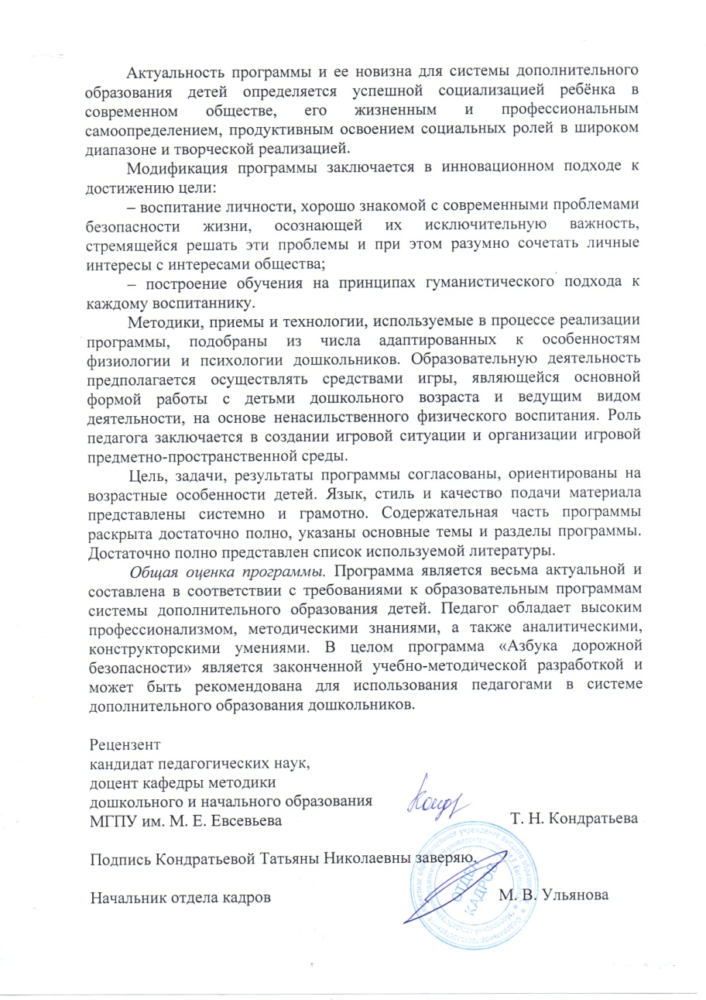 Актуальность программы и ее новизна для системы дополнительного
образования детей определяется успешной социализацией ребёнка в
современном обществе, его жизненным и профессиональным
самоопределением, продуктивным освоением социальных ролей в широком
диапазоне и творческой реализацией.
Модификация программы заключается в инновационном подходе к
достижению цели:
– воспитание личности, хорошо знакомой с современными проблемами
безопасности жизни, осознающей их исключительную важность,
стремящейся решать эти проблемы и при этом разумно сочетать личные
интересы с интересами общества;
– построение обучения на принципах гуманистического подхода к
каждому воспитаннику.
Методики, приемы и технологии, используемые в процессе реализации
программы, подобраны из числа адаптированных к особенностям
физиологии и психологии дошкольников. Образовательную деятельность
предполагается осуществлять средствами игры, являющейся основной
формой работы с детьми дошкольного возраста и ведущим видом
деятельности, на основе ненасильственного физического воспитания. Роль
педагога заключается в создании игровой ситуации и организации игровой
предметно-пространственной среды.
Цель, задачи, результаты программы согласованы, ориентированы на
возрастные особенности детей. Язык, стиль и качество подачи материала
представлены системно и грамотно. Содержательная часть программы
раскрыта достаточно полно, указаны основные темы и разделы программы.
Достаточно полно представлен список используемой литературы.
Общая оценка программы. Программа является весьма актуальной и
составлена в соответствии с требованиями к образовательным программам
системы дополнительного образования детей. Педагог обладает высоким
профессионализмом, методическими знаниями, а также аналитическими,
конструкторскими умениями. В целом программа «Азбука дорожной
безопасности» является законченной учебно-методической разработкой и
может быть рекомендована для использования педагогами в системе
дополнительного образования дошкольников.
Рецензент
кандидат педагогических наук,
доцент кафедры методики
дошкольного и начального образования
МГПУ им. М. Е. Евсевьева Т. Н. Кондратьева
Подпись Кондратьевой Татьяны Николаевны заверяю.
Начальник отдела кадров М. В. Ульянова
ОТДЕЛ
КАДРОВ